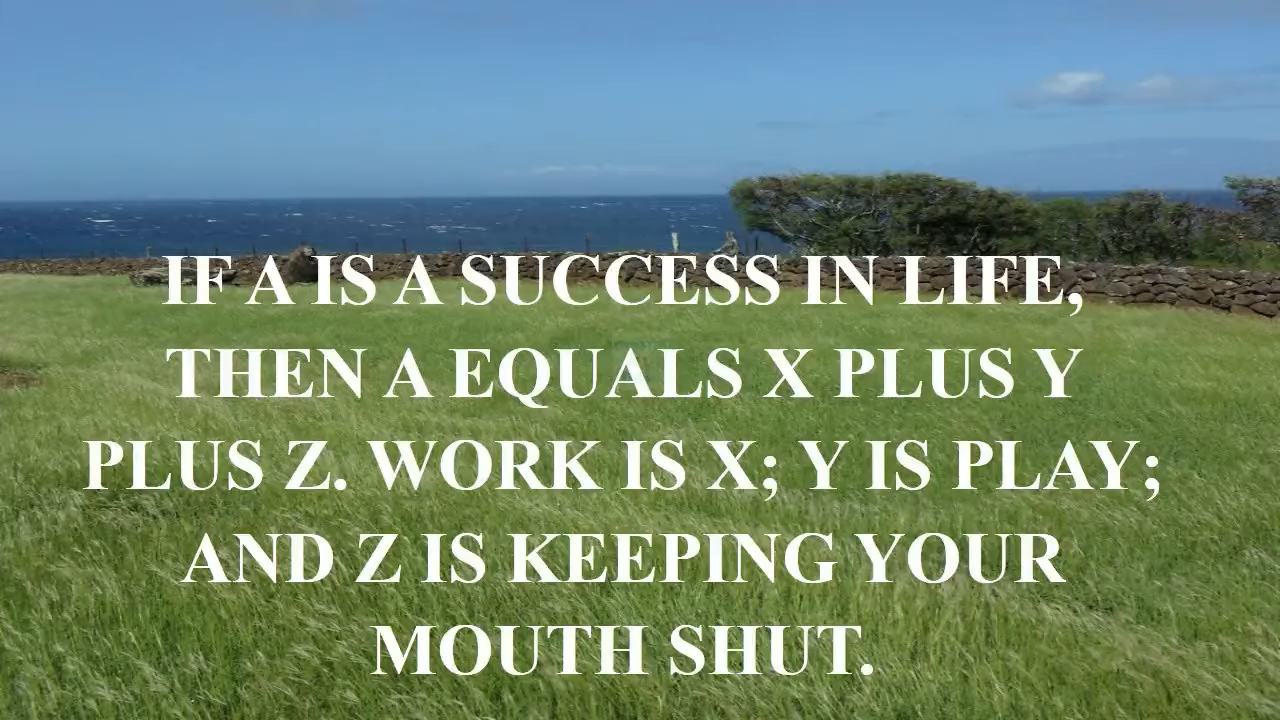 IF A IS A SUCCESS IN LIFE,
THEN A EQUALS X PLUS Y
PLUS Z. WORK IS X; Y IS PLAY;
AND Z IS KEEPING YOUR
MOUTH SHUT.